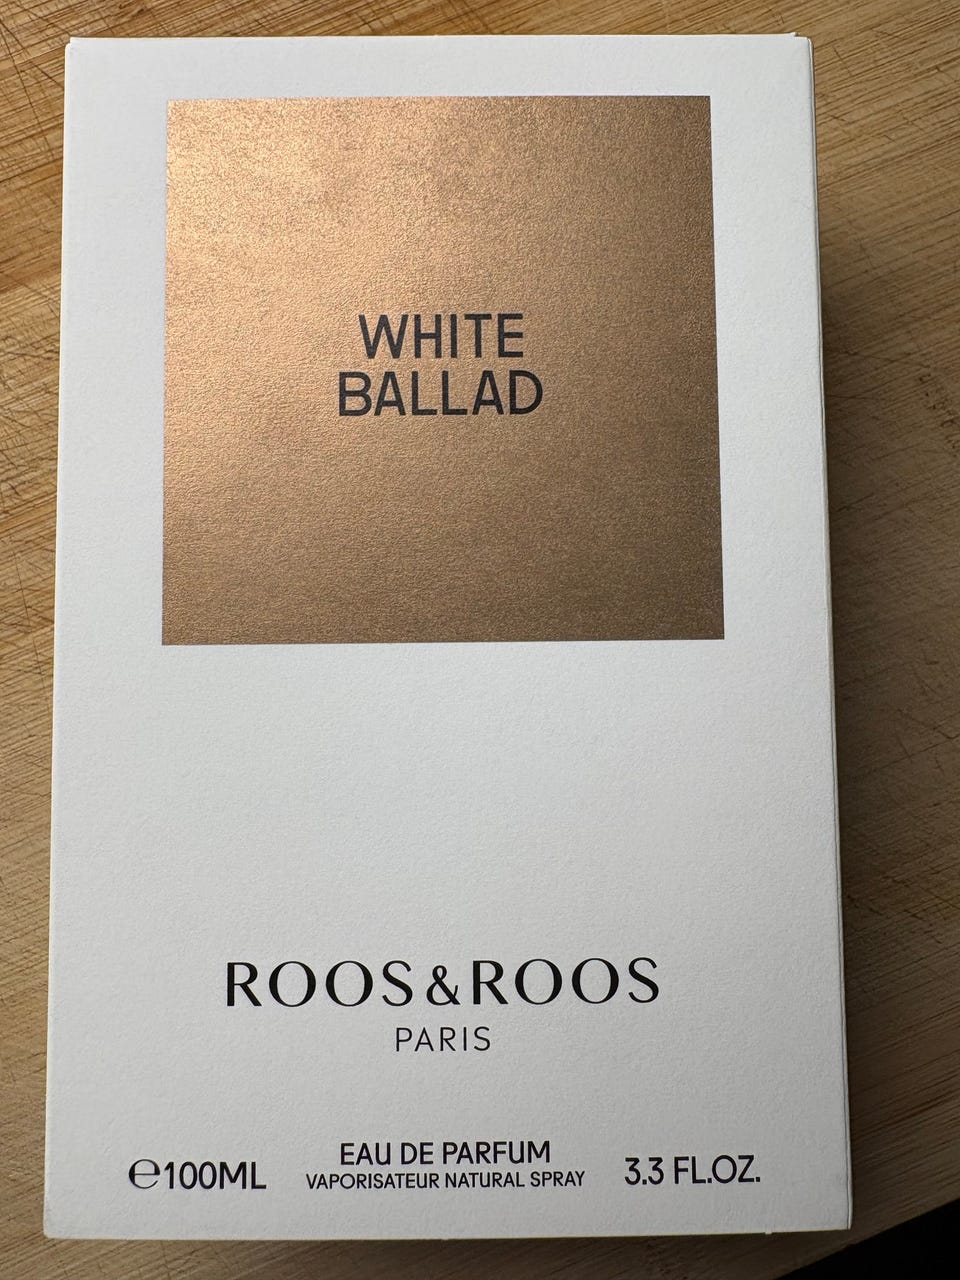 WHITE
BALLAD
ROOS&ROOS
PARIS
℮100ML
EAU DE PARFUM
VAPORISATEUR NATURAL SPRAY
3.3 FL.OZ.